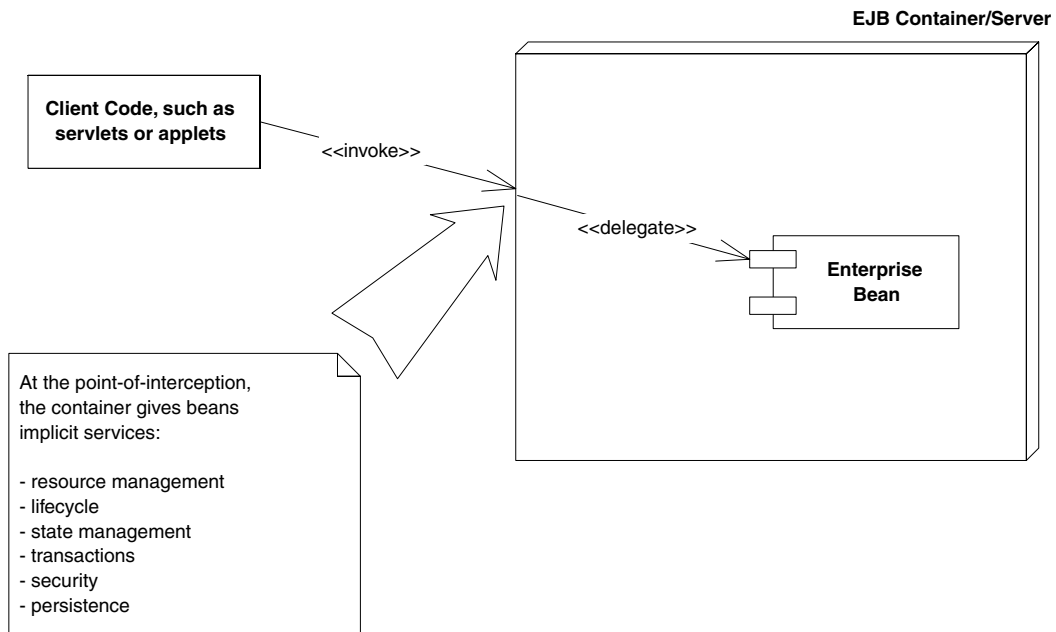 EJB Container/Server
Client Code, such as
servlets or applets
<<invoke>>
<<delegate>>
Enterprise
Bean
At the point-of-interception,
the container gives beans
implicit services:
- resource management
- lifecycle
- state management
- transactions
- security
- persistence